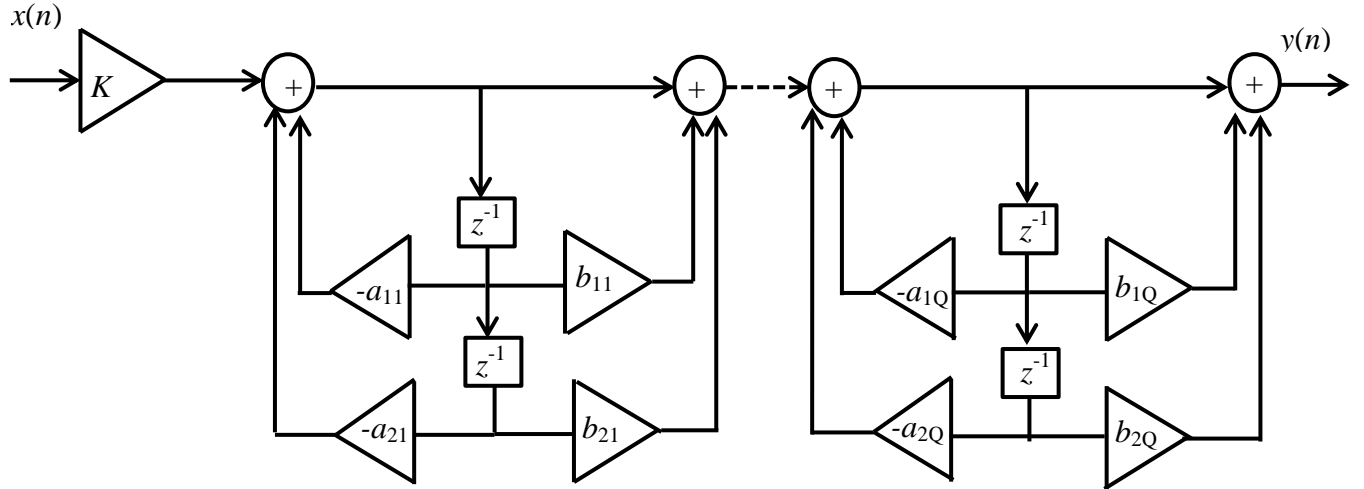 x(n)
y(n)
K
+
+
+
+
z⁻¹
z⁻¹
-a₁₁
b₁₁
-a₁Q
b₁Q
z⁻¹
z⁻¹
-a₂₁
b₂₁
-a₂Q
b₂Q